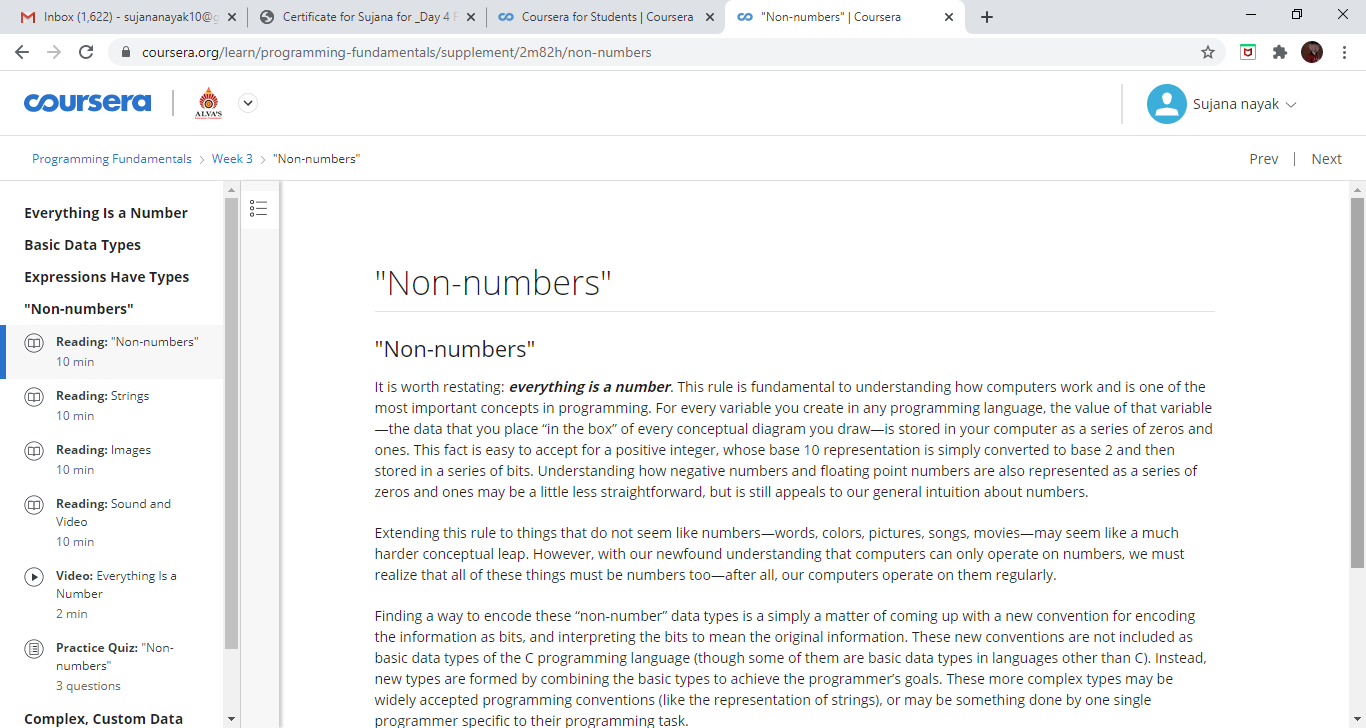 Inbox (1,622) - sujananayak10@g
Certificate for Sujana for _Day 4 E
Coursera for Students | Coursera
"Non-numbers" | Coursera
coursera.org/learn/programming-fundamentals/supplement/2m82h/non-numbers
coursera
ALVA'S
Sujana nayak
Programming Fundamentals > Week 3 > "Non-numbers"
Prev | Next
Everything Is a Number
Basic Data Types
Expressions Have Types
"Non-numbers"
Reading: "Non-numbers"
10 min
Reading: Strings
10 min
Reading: Images
10 min
Reading: Sound and
Video
10 min
Video: Everything Is a
Number
2 min
Practice Quiz: "Non-
numbers"
3 questions
Complex, Custom Data
"Non-numbers"
"Non-numbers"
It is worth restating: everything is a number. This rule is fundamental to understanding how computers work and is one of the
most important concepts in programming. For every variable you create in any programming language, the value of that variable
—the data that you place “in the box” of every conceptual diagram you draw—is stored in your computer as a series of zeros and
ones. This fact is easy to accept for a positive integer, whose base 10 representation is simply converted to base 2 and then
stored in a series of bits. Understanding how negative numbers and floating point numbers are also represented as a series of
zeros and ones may be a little less straightforward, but is still appeals to our general intuition about numbers.
Extending this rule to things that do not seem like numbers—words, colors, pictures, songs, movies—may seem like a much
harder conceptual leap. However, with our newfound understanding that computers can only operate on numbers, we must
realize that all of these things must be numbers too—after all, our computers operate on them regularly.
Finding a way to encode these “non-number” data types is a simply a matter of coming up with a new convention for encoding
the information as bits, and interpreting the bits to mean the original information. These new conventions are not included as
basic data types of the C programming language (though some of them are basic data types in languages other than C). Instead,
new types are formed by combining the basic types to achieve the programmer’s goals. These more complex types may be
widely accepted programming conventions (like the representation of strings), or may be something done by one single
programmer specific to their programming task.